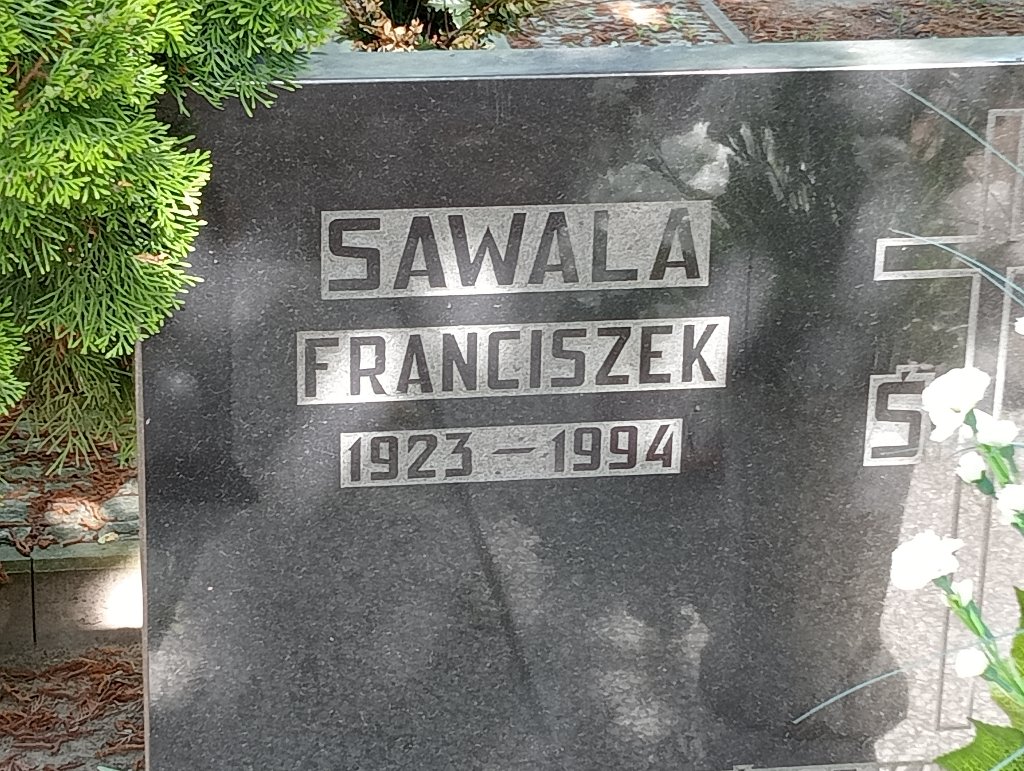 SAWALA
FRANCISZEK
1923 – 1994
Ś